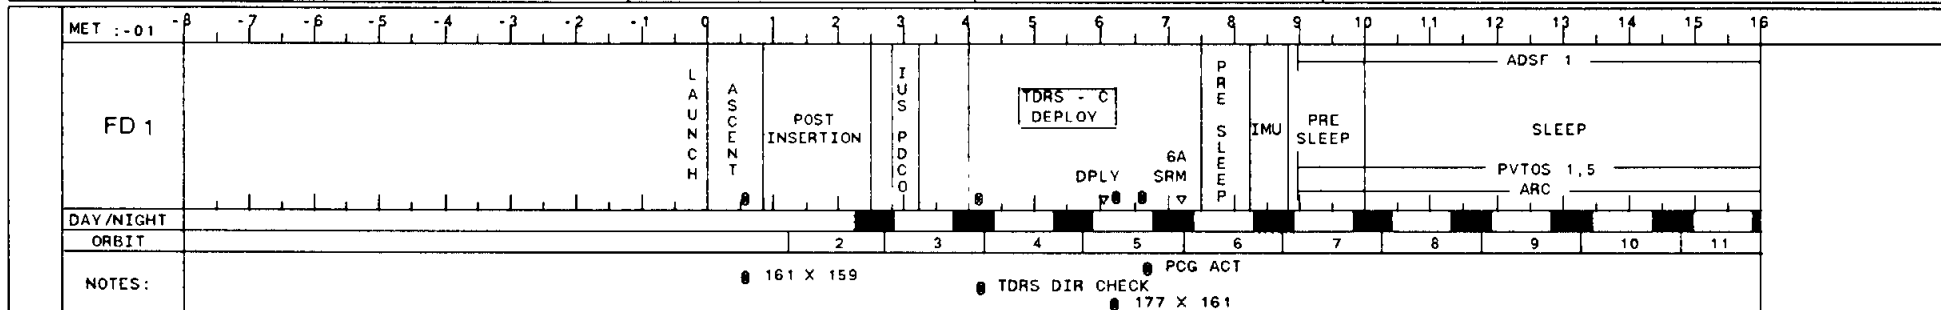 MET :-01 -8 -7 -6 -5 -4 -3 -2 -1 0 1 2 3 4 5 6 7 8 9 10 11 12 13 14 15 16
FD 1
LAUNCH
ASCENT
POST
INSERTION
IUS PDCO
TDRS - C
DEPLOY
DPLY
6A
SRM
PRE SLEEP
IMU
PRE
SLEEP
ADSF 1
SLEEP
PVTOS 1,5
ARC
DAY/NIGHT
ORBIT 2 3 4 5 6 7 8 9 10 11
NOTES:
161 X 159
PCG ACT
TDRS DIR CHECK
177 X 161